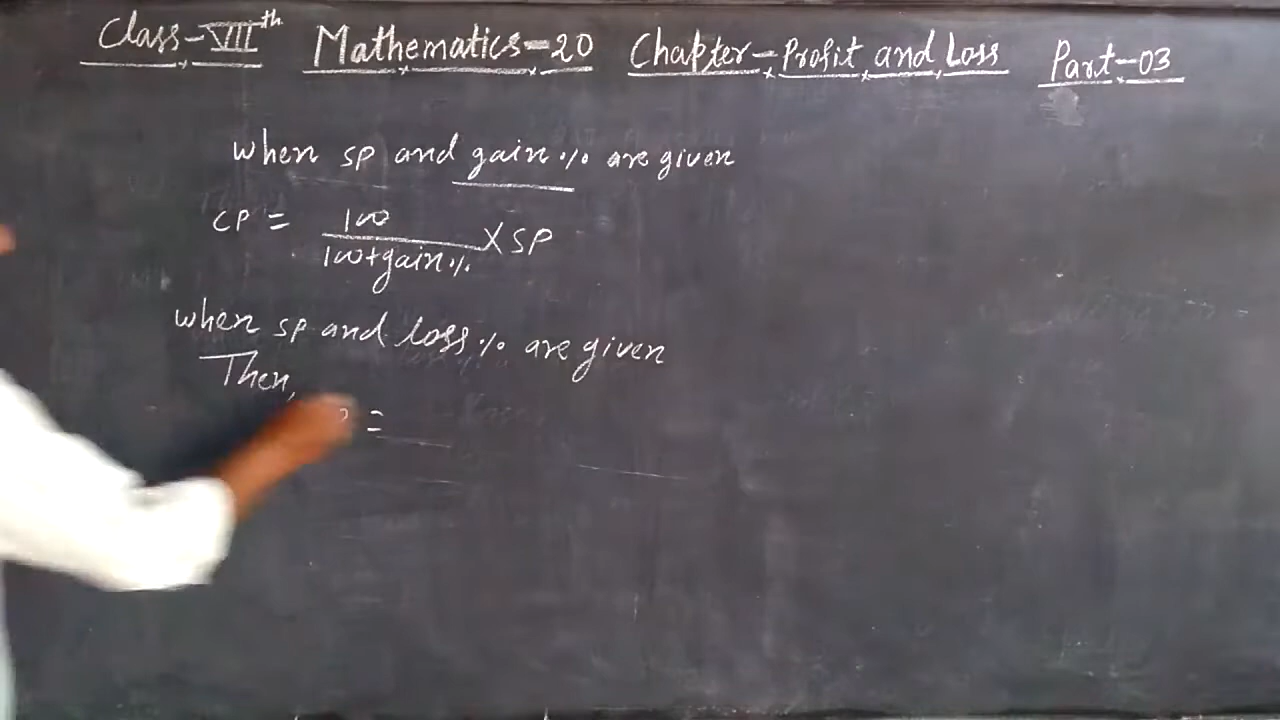 Class-VIIth Mathematics-20 Chapter-Profit and Loss Part-03
when SP and gain% are given
CP = 100/100+gain% X SP
when SP and loss% are given
Then,
=